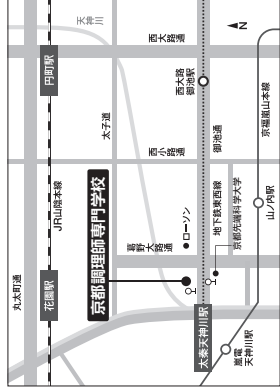 丸太町通
花園駅
JR山陰本線
円町駅
天神川
西大路通
N
京都調理師専門学校
太子道
西小路通
西大路
御池駅
葛野大路通
ローソン
御池通
地下鉄東西線
京都先端科学大学
京福嵐山本線
山ノ内駅
太秦天神川駅
嵐電
天神川駅